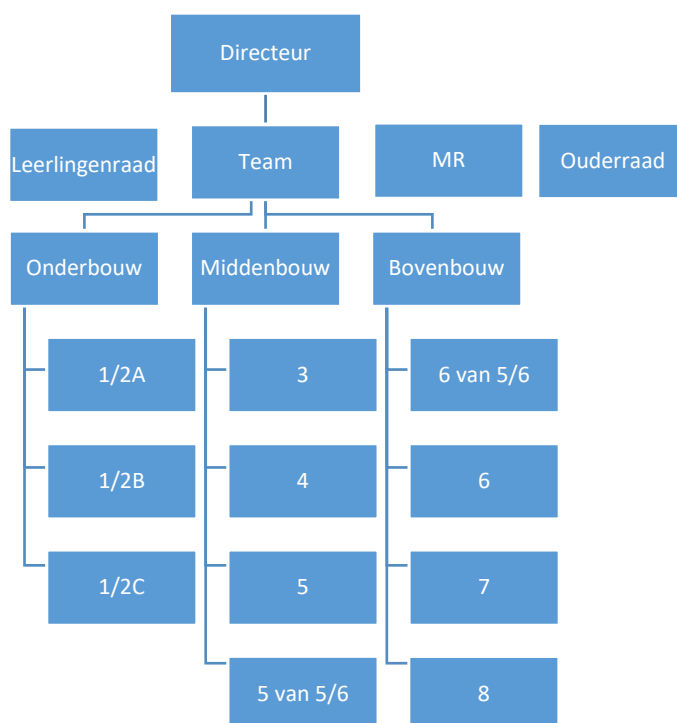 Directeur
Leerlingenraad
Team
MR
Ouderraad
Onderbouw
Middenbouw
Bovenbouw
1/2A
3
6 van 5/6
1/2B
4
6
1/2C
5
7
5 van 5/6
8